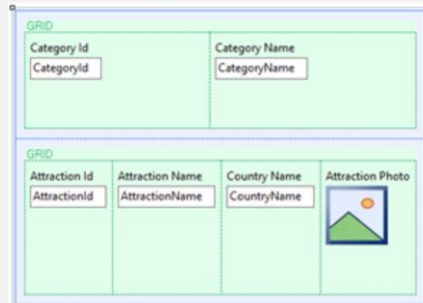 GRID
Category Id Category Name
CategoryId CategoryName
GRID
Attraction Id Attraction Name Country Name Attraction Photo
AttractionId AttractionName CountryName